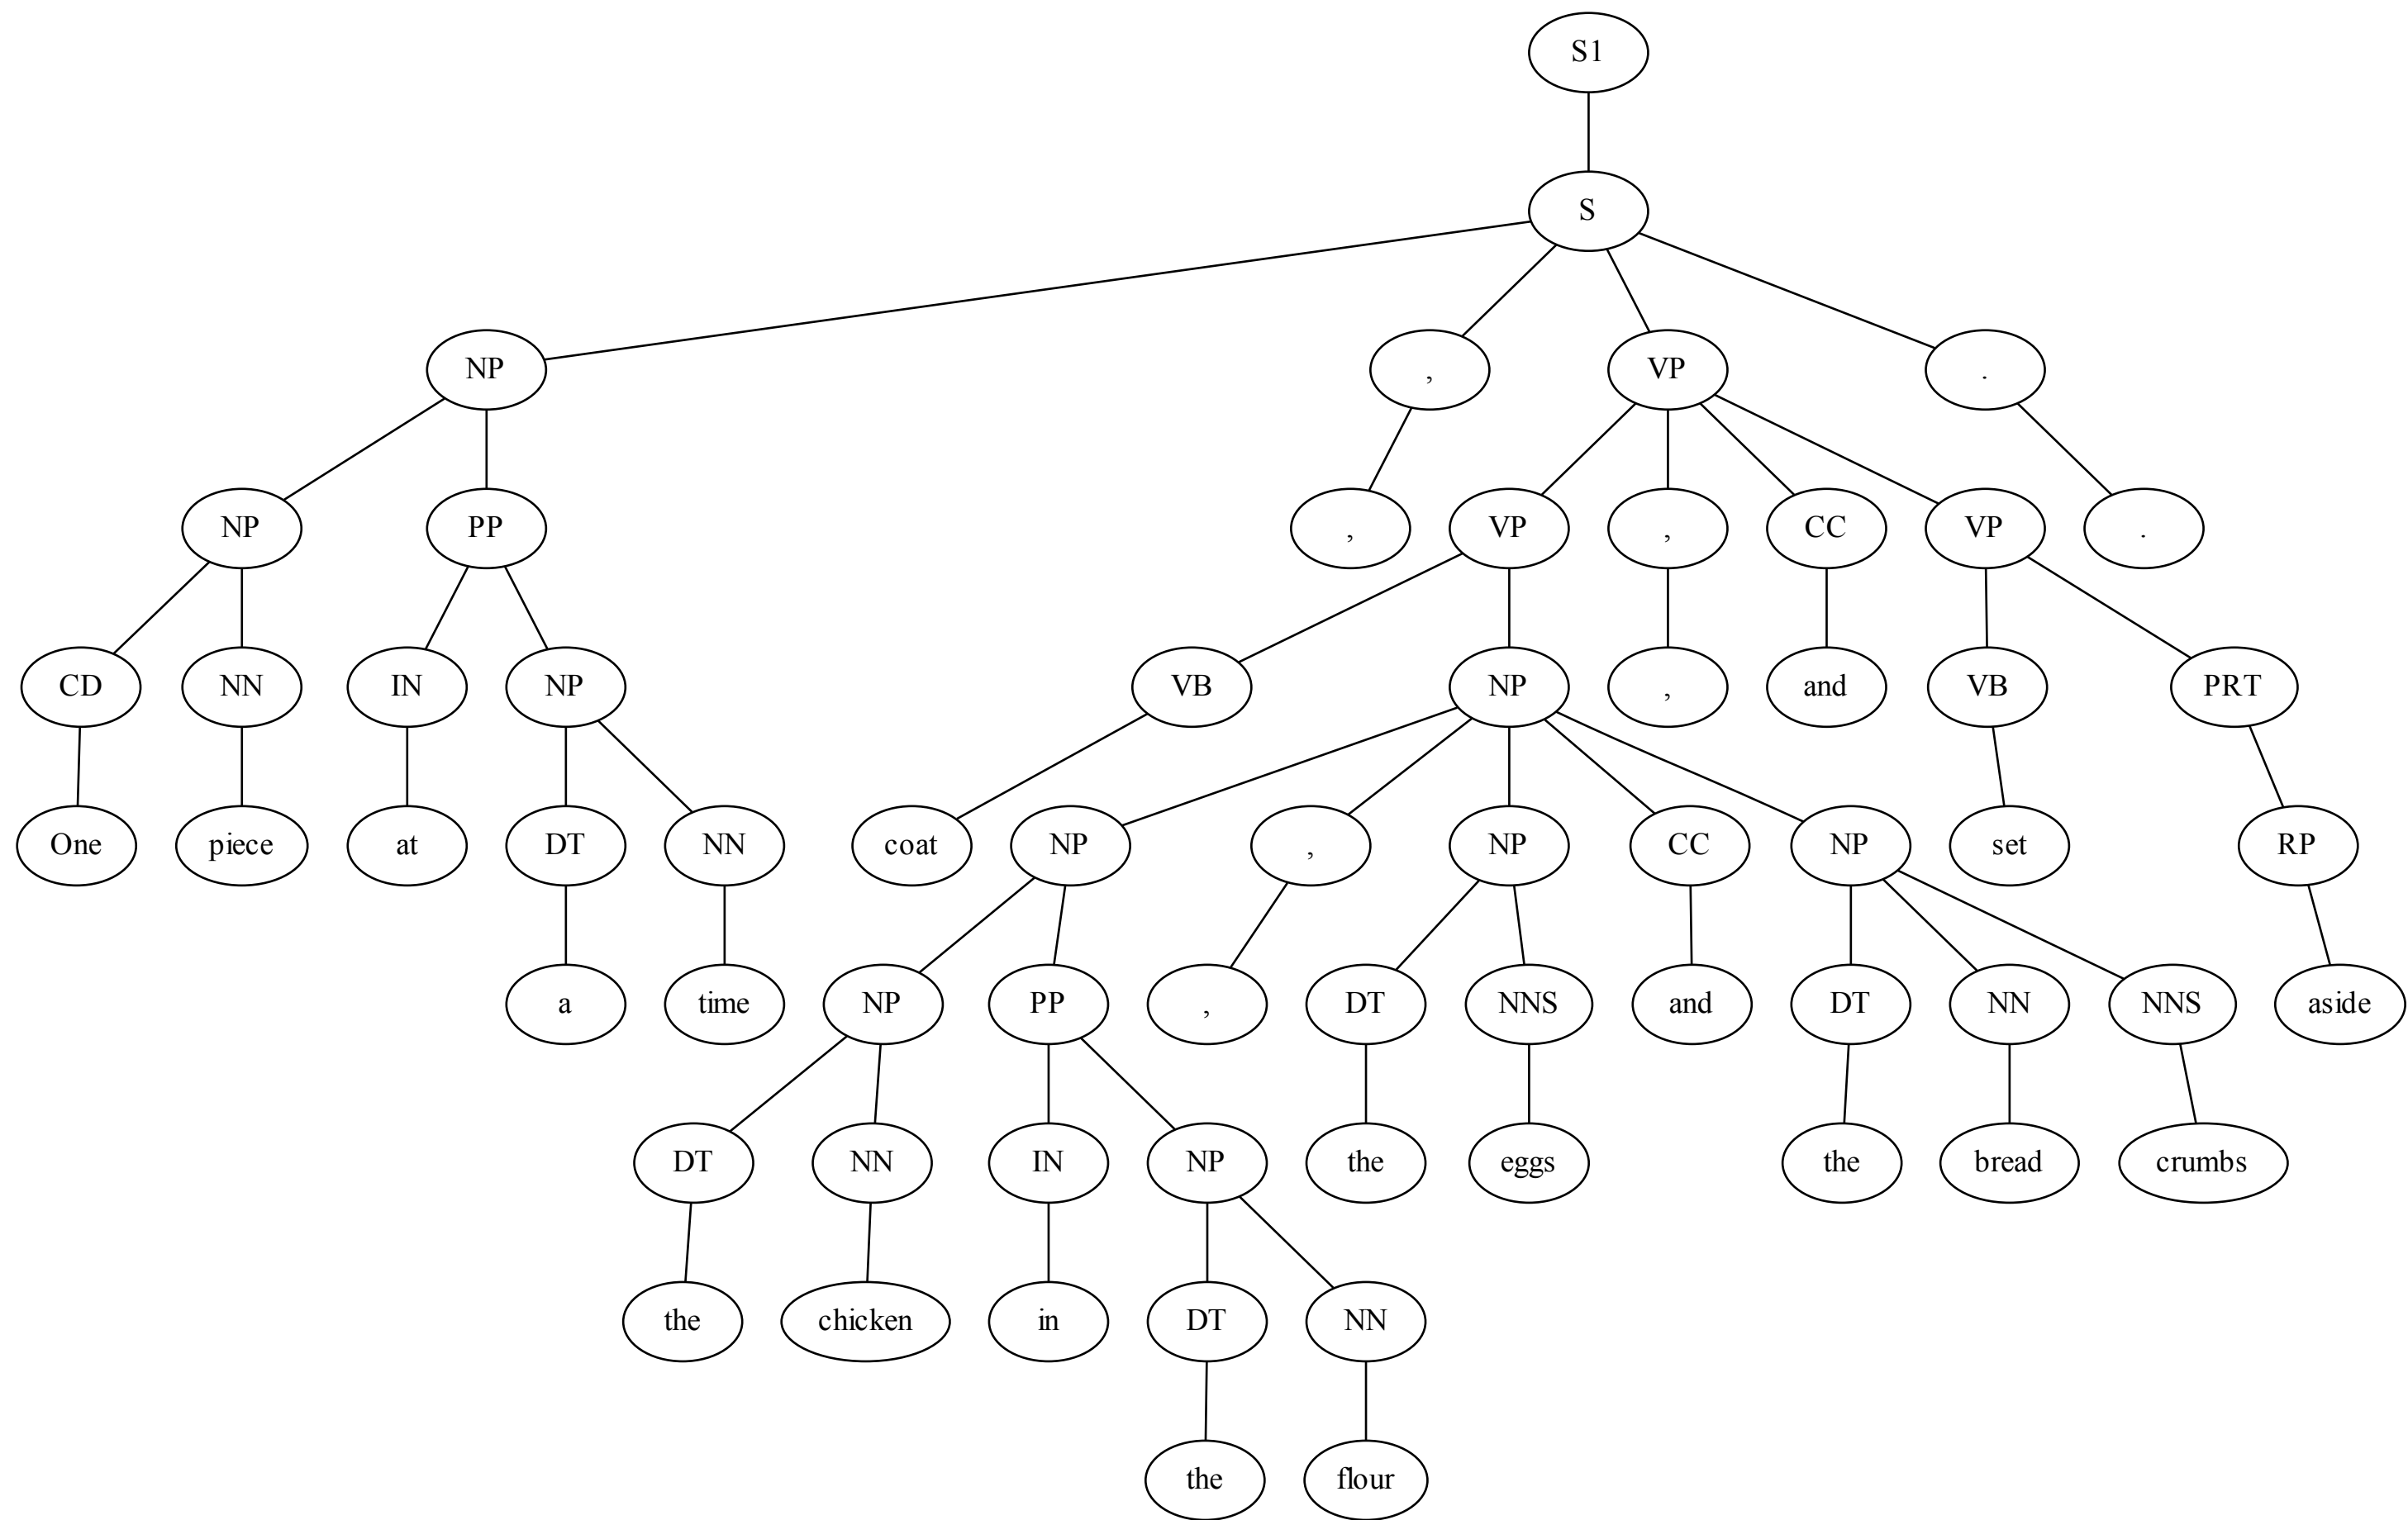 S1
S
NP , VP .
NP PP , VP , CC VP .
CD NN IN NP VB NP , and VB PRT
One piece at DT NN coat NP , NP CC NP set RP
a time NP PP , DT NNS and DT NN NNS aside
DT NN IN NP the eggs the bread crumbs
the chicken in DT NN
the flour